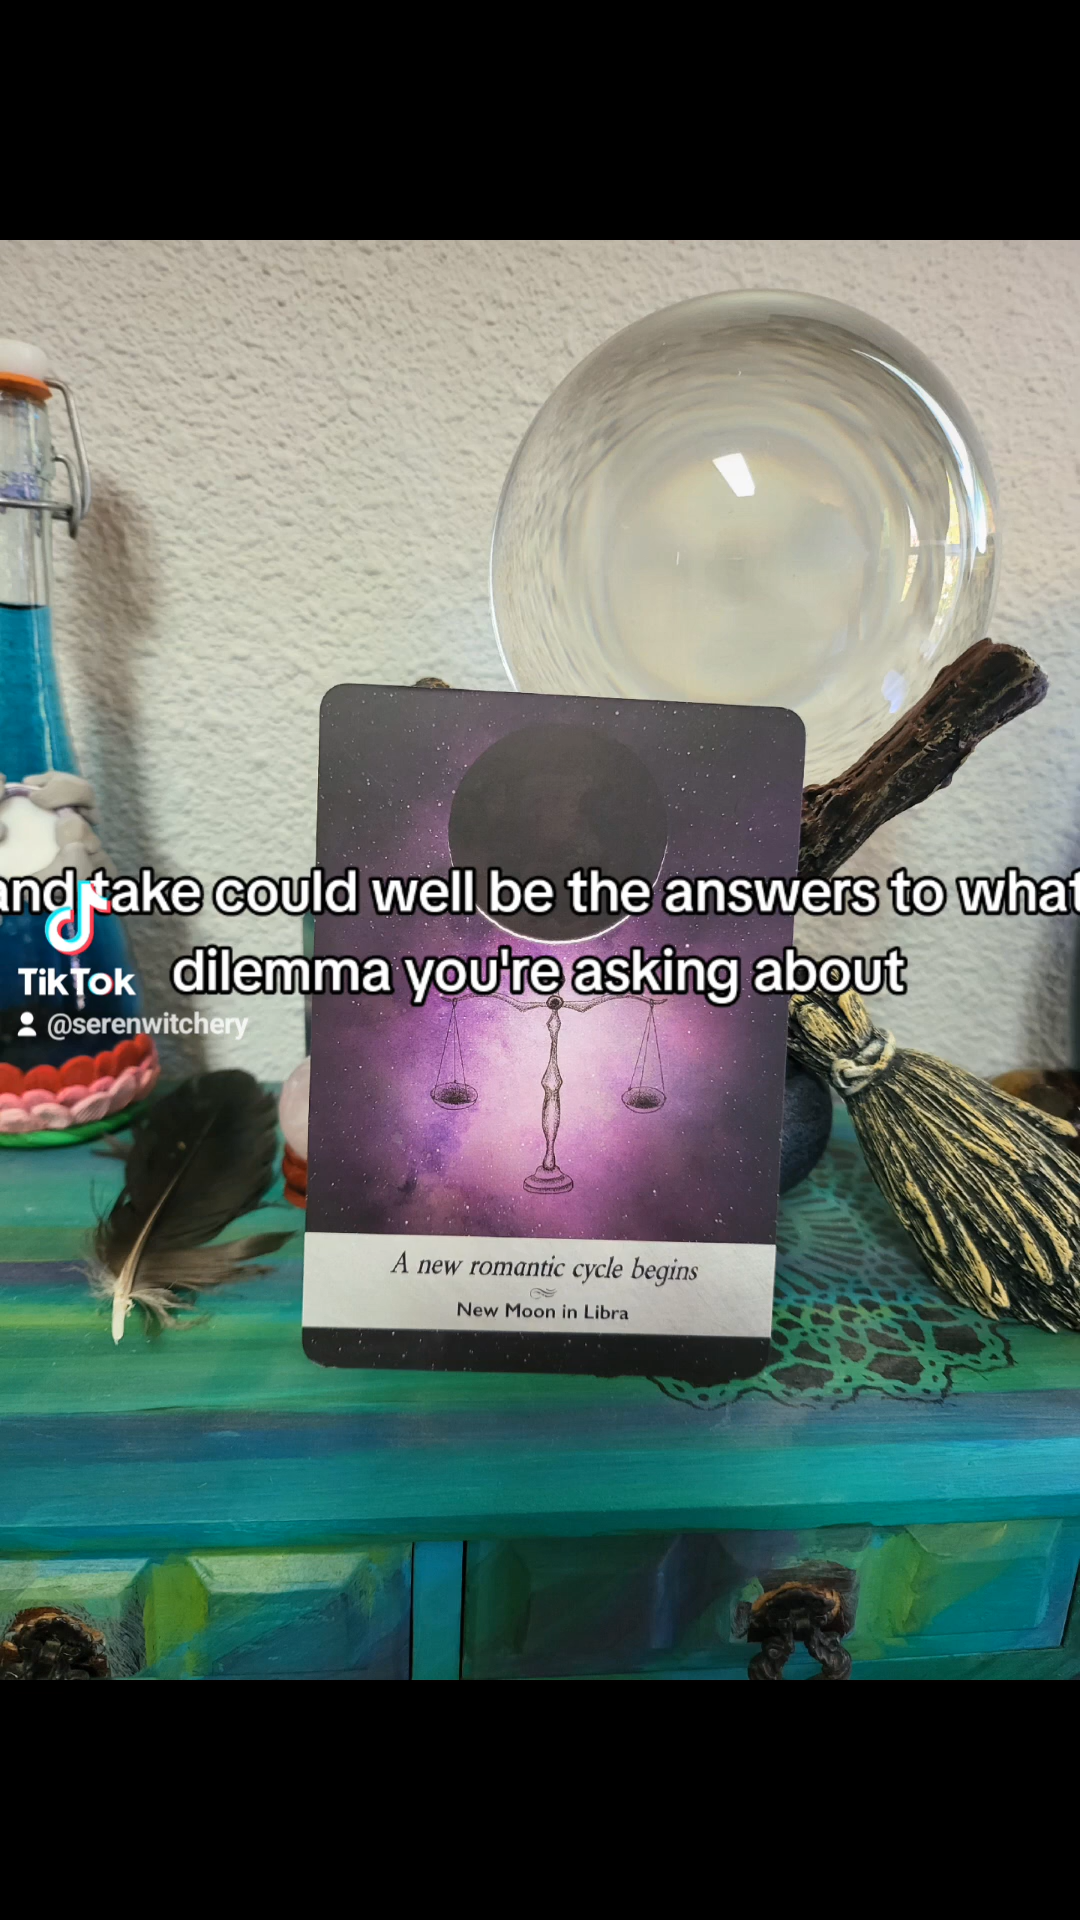 and take could well be the answers to what
dilemma you're asking about
TikTok
@serenwitchery
A new romantic cycle begins
New Moon in Libra